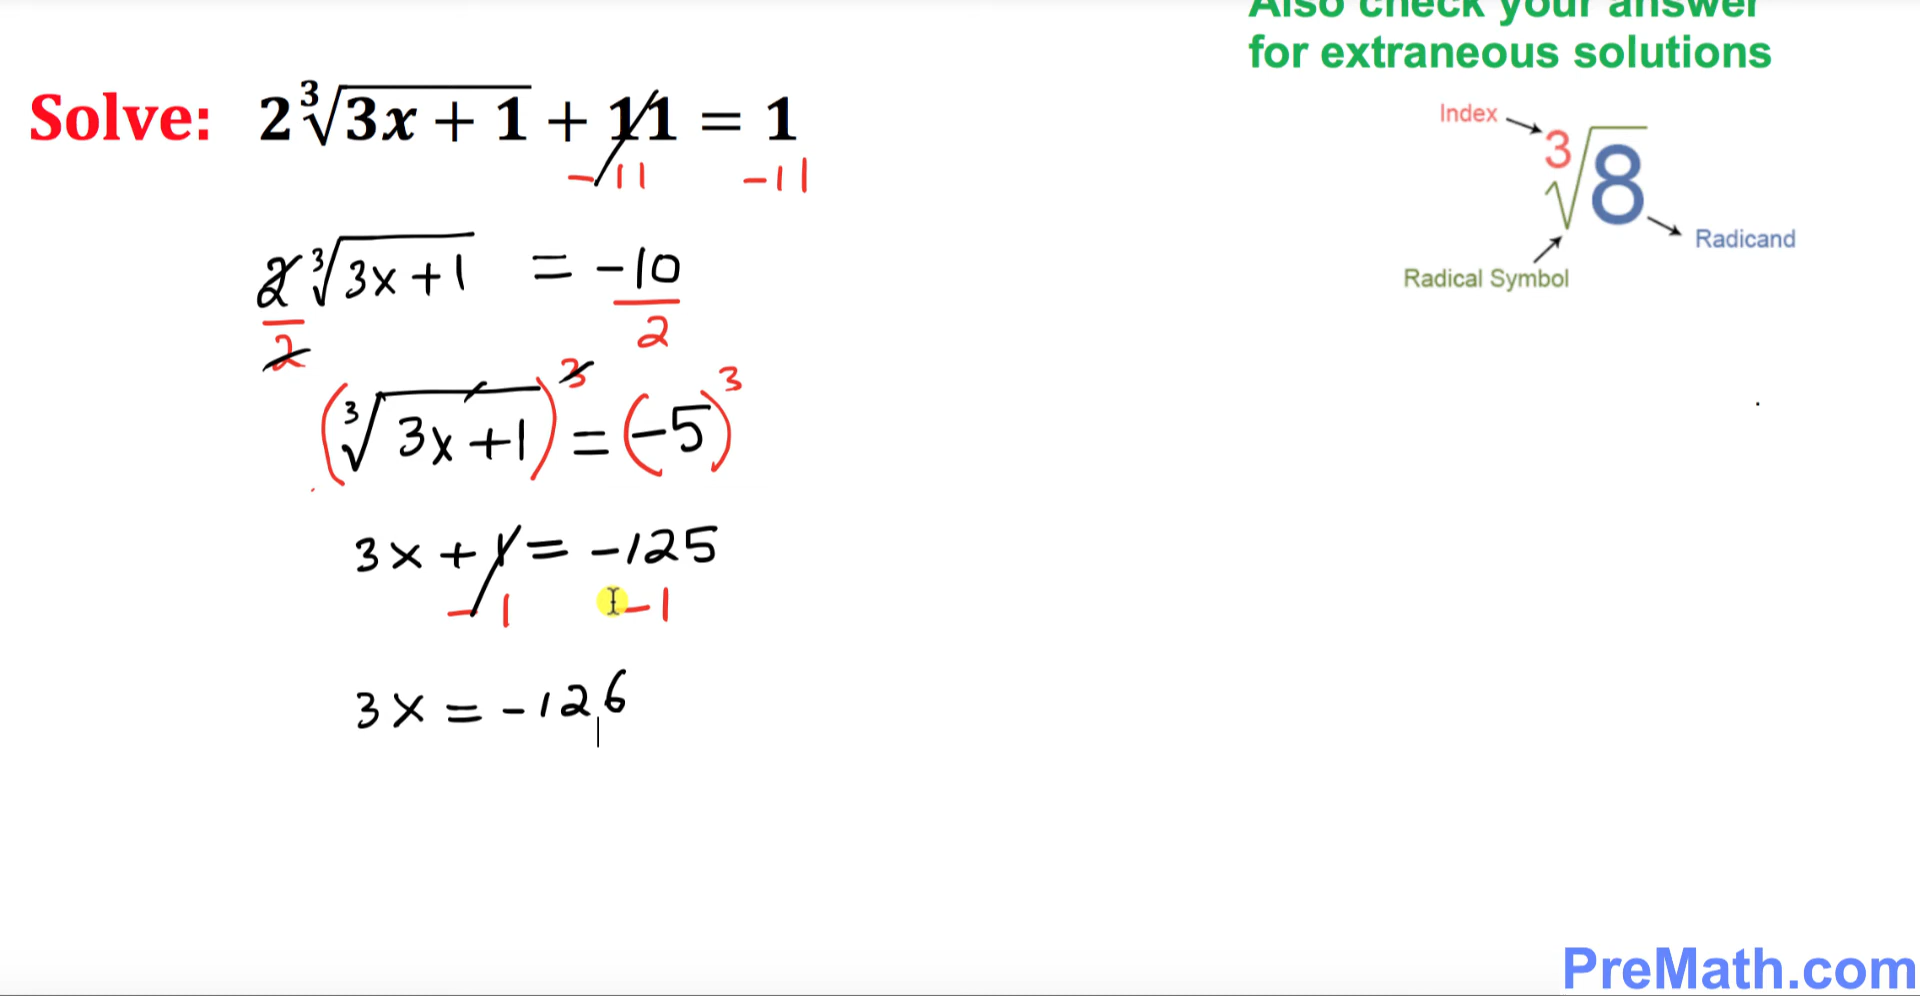 Also check your answer
for extraneous solutions
Solve: 2∛(3x + 1) + 11 = 1
-11 -11
2∛(3x+1) = -10
2 2
(∛(3x+1))³ = (-5)³
3x + 1 = -125
-1 -1
3x = -126
Index
3√8
Radicand
Radical Symbol
PreMath.com